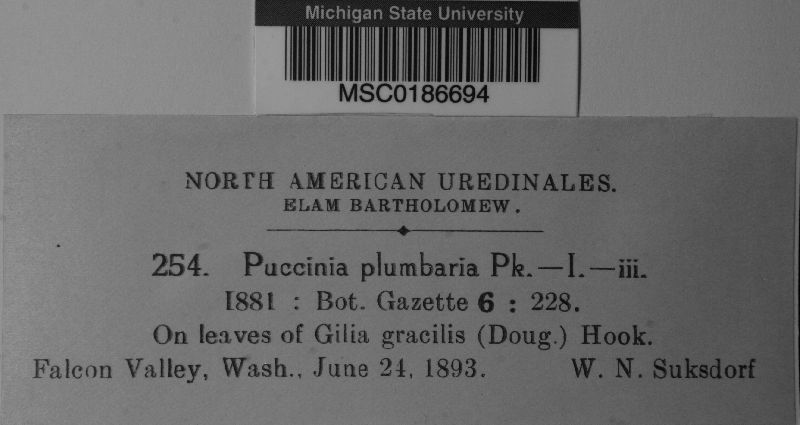 Michigan State University
MSC0186694
NORTH AMERICAN UREDINALES.
ELAM BARTHOLOMEW.
254. Puccinia plumbaria Pk.—I.—iii.
1881 : Bot. Gazette 6 : 228.
On leaves of Gilia gracilis (Doug.) Hook.
Falcon Valley, Wash., June 24, 1893. W. N. Suksdorf